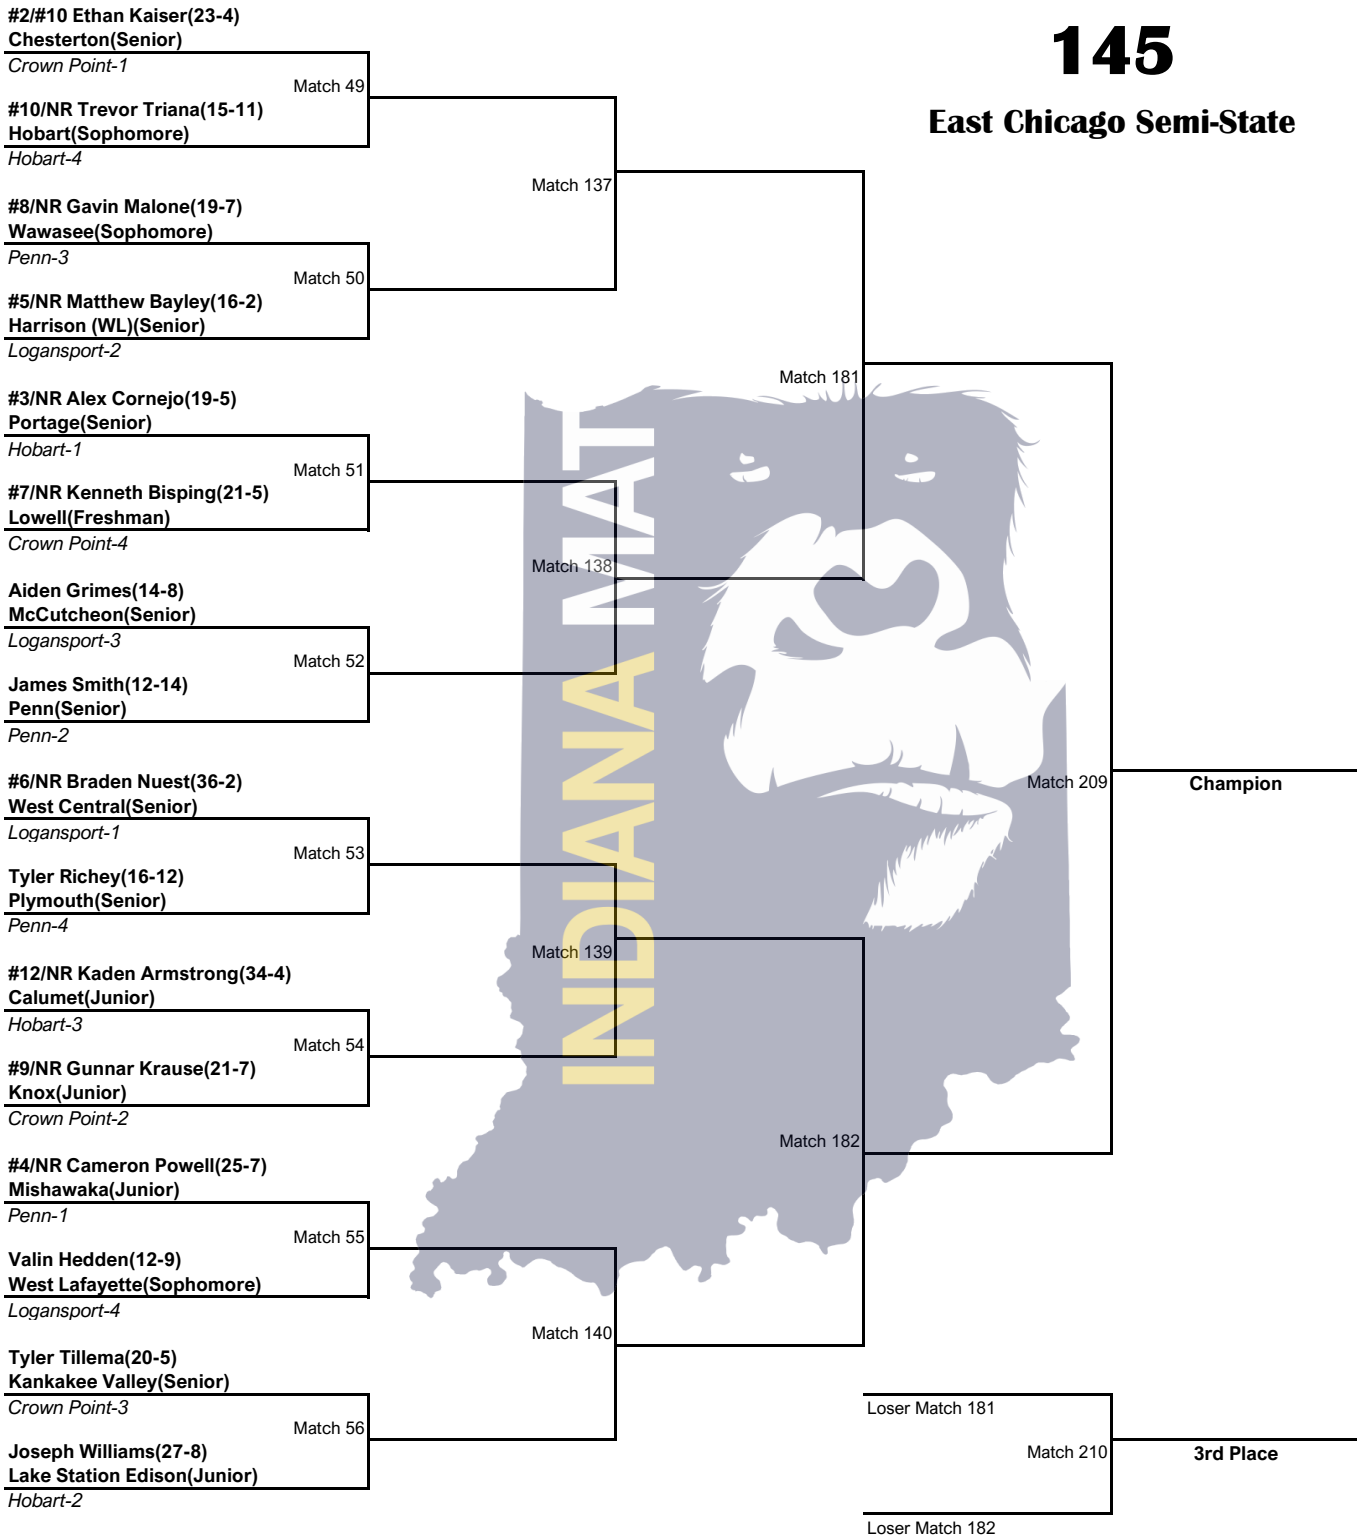 #2/#10 Ethan Kaiser(23-4)
Chesterton(Senior)
Crown Point-1
Match 49
#10/NR Trevor Triana(15-11)
Hobart(Sophomore)
Hobart-4
Match 137
#8/NR Gavin Malone(19-7)
Wawasee(Sophomore)
Penn-3
Match 50
#5/NR Matthew Bayley(16-2)
Harrison (WL)(Senior)
Logansport-2
Match 181
#3/NR Alex Cornejo(19-5)
Portage(Senior)
Hobart-1
Match 51
#7/NR Kenneth Bisping(21-5)
Lowell(Freshman)
Crown Point-4
Match 138
Aiden Grimes(14-8)
McCutcheon(Senior)
Logansport-3
Match 52
James Smith(12-14)
Penn(Senior)
Penn-2
Match 209
Champion
#6/NR Braden Nuest(36-2)
West Central(Senior)
Logansport-1
Match 53
Tyler Richey(16-12)
Plymouth(Senior)
Penn-4
Match 139
#12/NR Kaden Armstrong(34-4)
Calumet(Junior)
Hobart-3
Match 54
#9/NR Gunnar Krause(21-7)
Knox(Junior)
Crown Point-2
Match 182
#4/NR Cameron Powell(25-7)
Mishawaka(Junior)
Penn-1
Match 55
Valin Hedden(12-9)
West Lafayette(Sophomore)
Logansport-4
Match 140
Tyler Tillema(20-5)
Kankakee Valley(Senior)
Crown Point-3
Match 56
Joseph Williams(27-8)
Lake Station Edison(Junior)
Hobart-2
Loser Match 181
Match 210
3rd Place
Loser Match 182
145
East Chicago Semi-State
INDIANA MAT